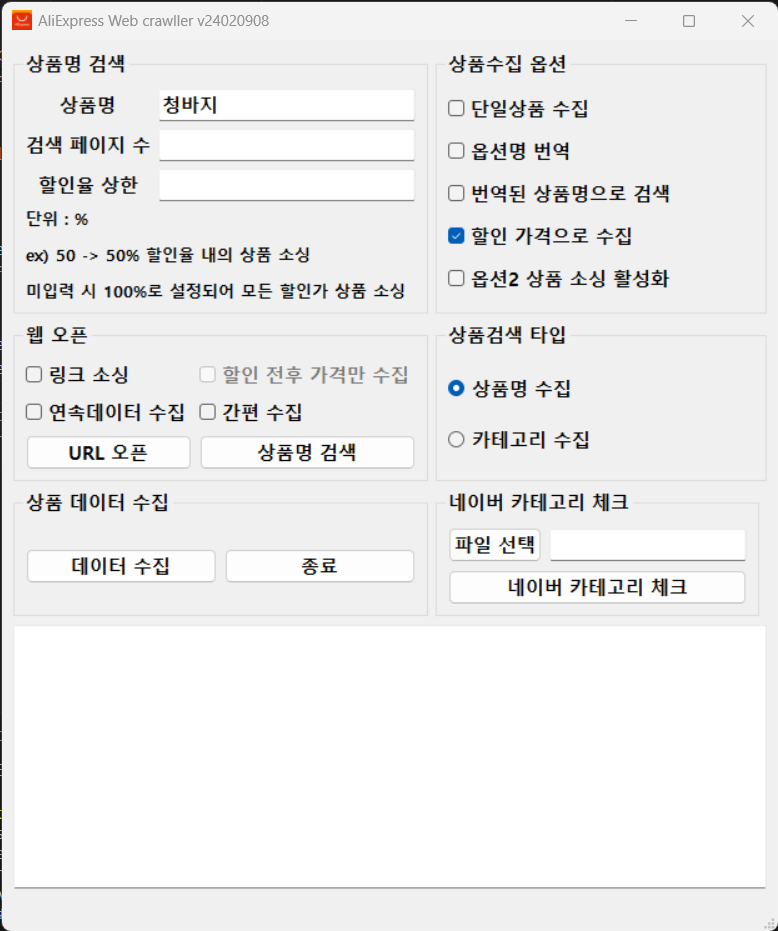 AliExpress Web crawller v24020908
상품명 검색
상품명
청바지
검색 페이지 수
할인율 상한
단위 : %
ex) 50 -> 50% 할인율 내의 상품 소싱
미입력 시 100%로 설정되어 모든 할인가 상품 소싱
상품수집 옵션
단일상품 수집
옵션명 번역
번역된 상품명으로 검색
할인 가격으로 수집
옵션2 상품 소싱 활성화
웹 오픈
링크 소싱
할인 전후 가격만 수집
연속데이터 수집
간편 수집
URL 오픈
상품명 검색
상품검색 타입
상품명 수집
카테고리 수집
상품 데이터 수집
데이터 수집
종료
네이버 카테고리 체크
파일 선택
네이버 카테고리 체크